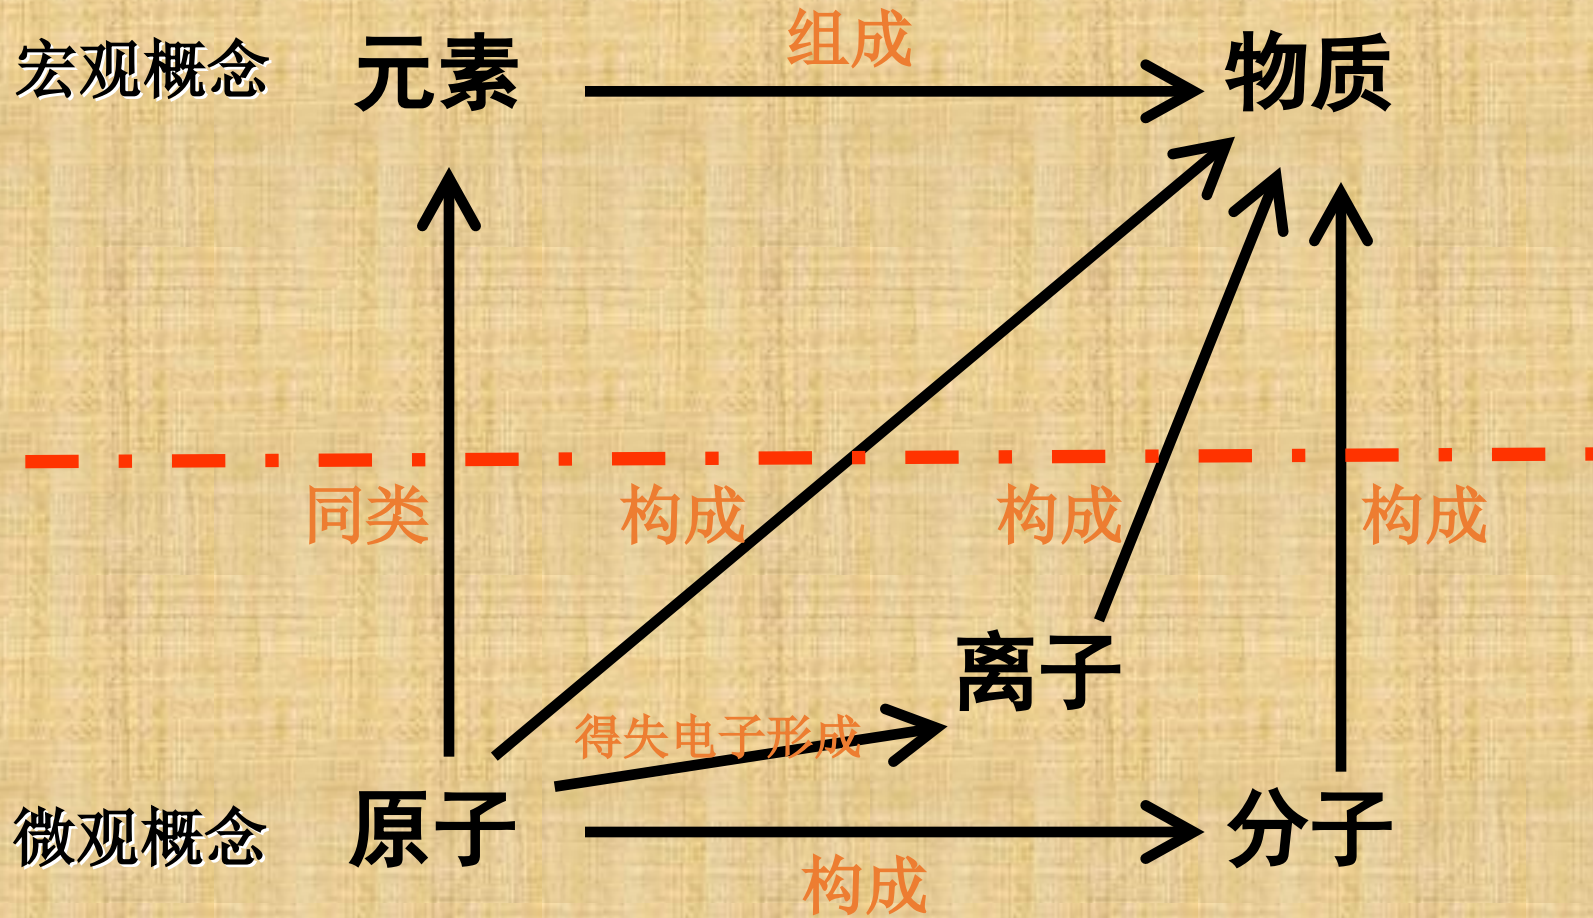 组成
宏观概念 元素 物质
同类 构成 构成 构成
离子
得失电子形成
微观概念 原子 分子
构成